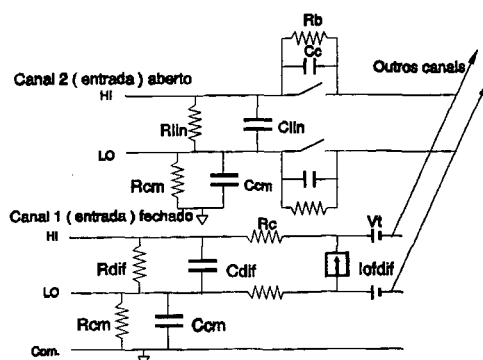 Rb
Cc
Outros canais
Canal 2 ( entrada ) aberto
HI
Rlin
Clin
LO
Rcm
Ccm
Canal 1 ( entrada ) fechado
HI
Rc
Vt
Rdif
Cdif
Iofdif
LO
Rcm
Ccm
Com.